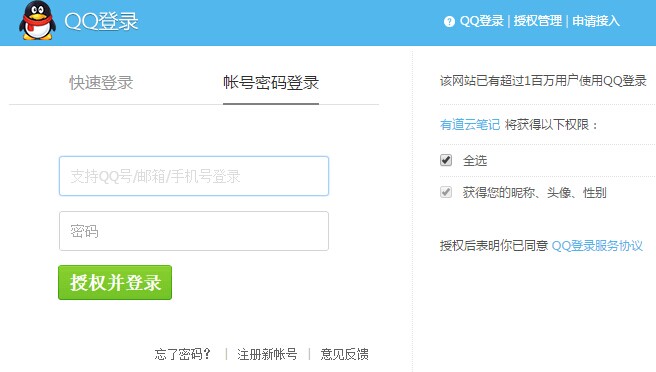 QQ登录
QQ登录 | 授权管理 | 申请接入
快速登录
帐号密码登录
支持QQ号/邮箱/手机号登录
密码
授权并登录
忘了密码？ | 注册新帐号 | 意见反馈
该网站已有超过1百万用户使用QQ登录
有道云笔记 将获得以下权限：
全选
获得您的昵称、头像、性别
授权后表明你已同意 QQ登录服务协议